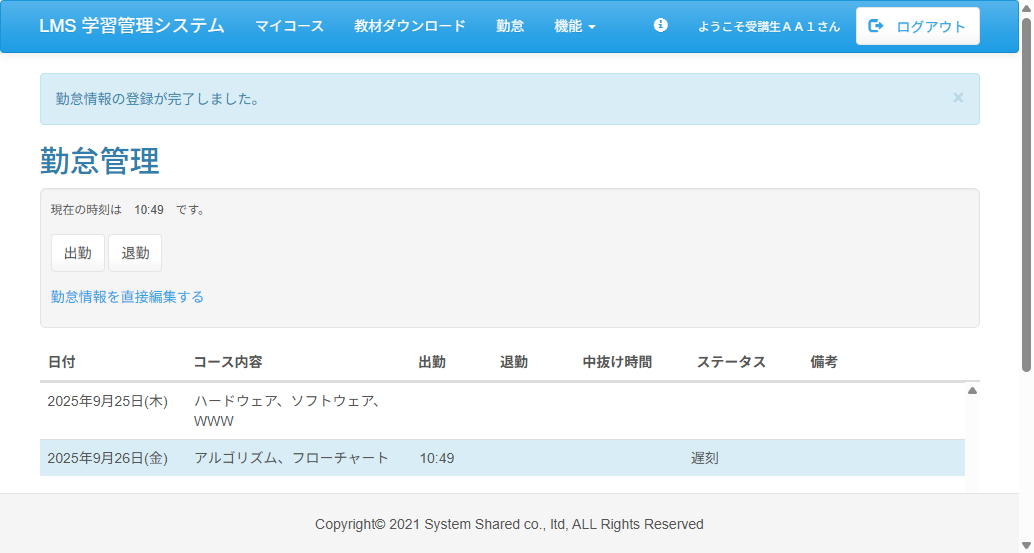 LMS 学習管理システム マイコース 教材ダウンロード 勤怠 機能 ようこそ受講生ＡＡ１さん ログアウト
勤怠情報の登録が完了しました。 ×
勤怠管理
現在の時刻は 10:49 です。
出勤 退勤
勤怠情報を直接編集する
日付 コース内容 出勤 退勤 中抜け時間 ステータス 備考
2025年9月25日(木) ハードウェア、ソフトウェア、
WWW
2025年9月26日(金) アルゴリズム、フローチャート 10:49 遅刻
Copyright© 2021 System Shared co., ltd, ALL Rights Reserved